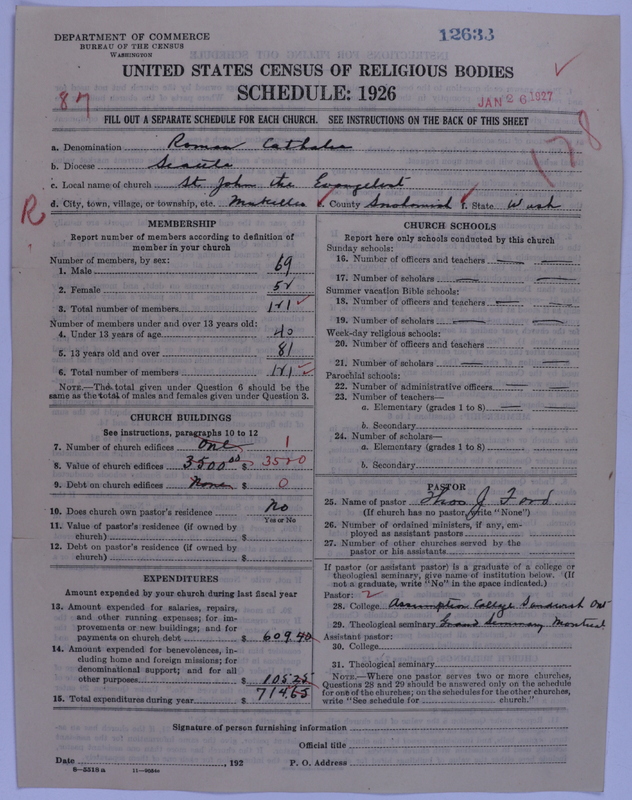 DEPARTMENT OF COMMERCE
BUREAU OF THE CENSUS
WASHINGTON
12633
UNITED STATES CENSUS OF RELIGIOUS BODIES
SCHEDULE: 1926
JAN 26 1927
87
178
FILL OUT A SEPARATE SCHEDULE FOR EACH CHURCH. SEE INSTRUCTIONS ON THE BACK OF THIS SHEET
a. Denomination Roman Catholic
b. Diocese Seattle
c. Local name of church St. John the Evangelist
d. City, town, village, or township, etc. Mukilteo e. County Snohomish f. State Wash
R
MEMBERSHIP
Report number of members according to definition of
member in your church
Number of members, by sex:
1. Male 69
2. Female 52
3. Total number of members 121
Number of members under and over 13 years old:
4. Under 13 years of age 40
5. 13 years old and over 81
6. Total number of members 121
NOTE.—The total given under Question 6 should be the
same as the total of males and females given under Question 3.
CHURCH BUILDINGS
See instructions, paragraphs 10 to 12
7. Number of church edifices One 1
8. Value of church edifices 3500.00 $ 3500
9. Debt on church edifices None $ 0
10. Does church own pastor's residence No
Yes or No
11. Value of pastor's residence (if owned by
church) $
12. Debt on pastor's residence (if owned by
church) $
EXPENDITURES
Amount expended by your church during last fiscal year
13. Amount expended for salaries, repairs,
and other running expenses; for im-
provements or new buildings; and for
payments on church debt $ 609.40
14. Amount expended for benevolences, in-
cluding home and foreign missions; for
denominational support; and for all
other purposes $ 105.25
15. Total expenditures during year $ 714.65
CHURCH SCHOOLS
Report here only schools conducted by this church
Sunday schools:
16. Number of officers and teachers
17. Number of scholars
Summer vacation Bible schools:
18. Number of officers and teachers
19. Number of scholars
Week-day religious schools:
20. Number of officers and teachers
21. Number of scholars
Parochial schools:
22. Number of administrative officers
23. Number of teachers—
a. Elementary (grades 1 to 8)
b. Secondary
24. Number of scholars—
a. Elementary (grades 1 to 8)
b. Secondary
PASTOR
25. Name of pastor Thos J. Ford
(If church has no pastor, write "None")
26. Number of ordained ministers, if any, em-
ployed as assistant pastors
27. Number of other churches served by the
pastor or his assistants
If pastor (or assistant pastor) is a graduate of a college or
theological seminary, give name of institution below. (If
not a graduate, write "No" in the space indicated.)
Pastor: 2
28. College Assumption College Sandwich Ont
29. Theological seminary Grand Seminary Montreal
Assistant pastor:
30. College
31. Theological seminary
NOTE.—Where one pastor serves two or more churches,
Questions 28 and 29 should be answered only on the schedule
for one of the churches; on the schedules for the other churches,
write "See schedule for church."
Signature of person furnishing information
Official title
Date , 192 P. O. Address
8-5518a